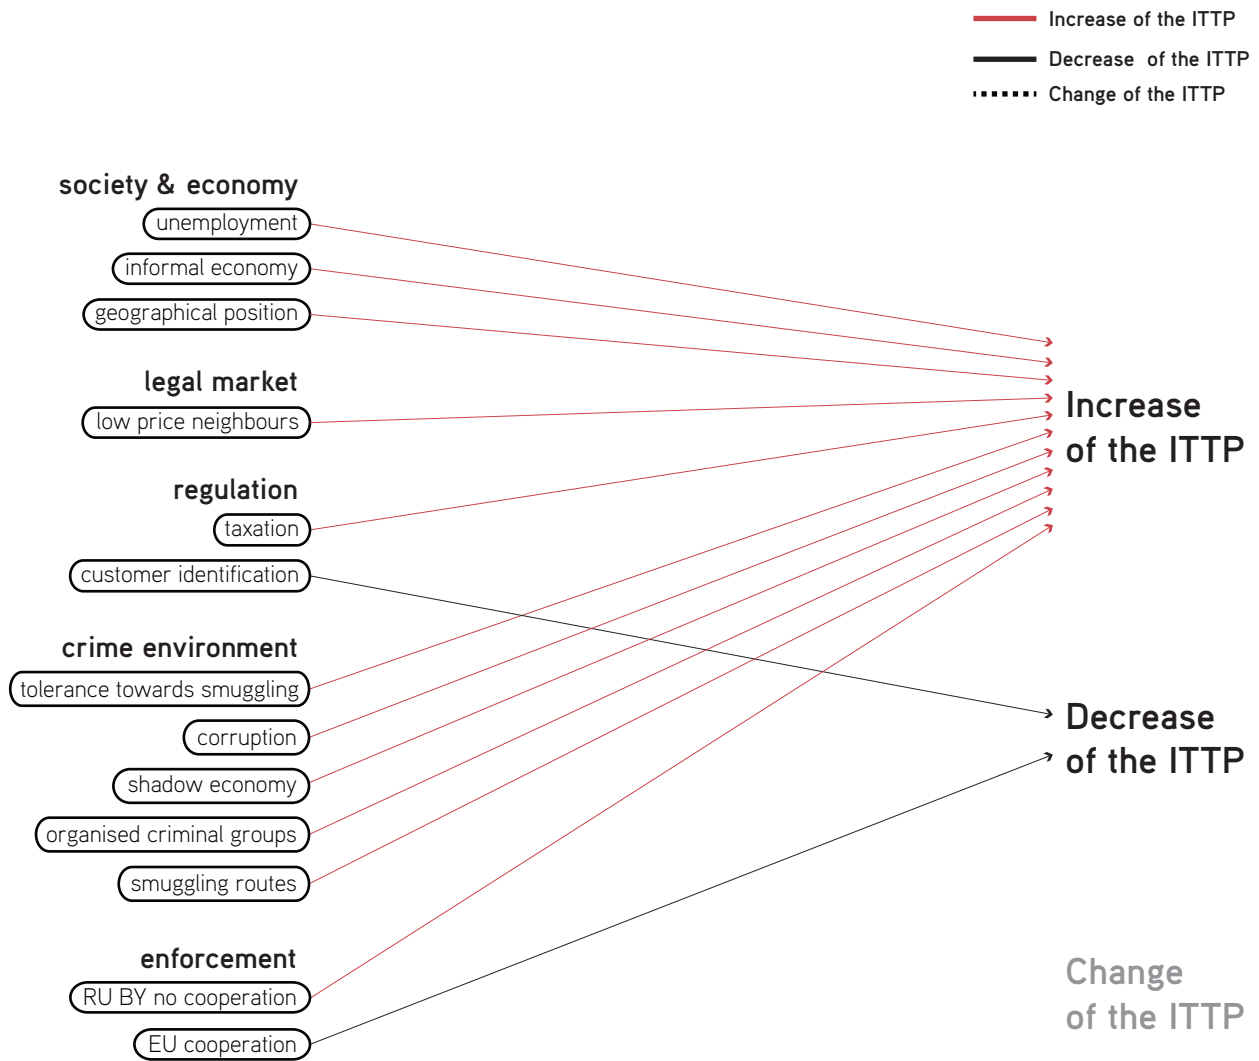 Increase of the ITTP
Decrease of the ITTP
Change of the ITTP
society & economy
unemployment
informal economy
geographical position
legal market
low price neighbours
regulation
taxation
customer identification
crime environment
tolerance towards smuggling
corruption
shadow economy
organised criminal groups
smuggling routes
enforcement
RU BY no cooperation
EU cooperation
Increase
of the ITTP
Decrease
of the ITTP
Change
of the ITTP